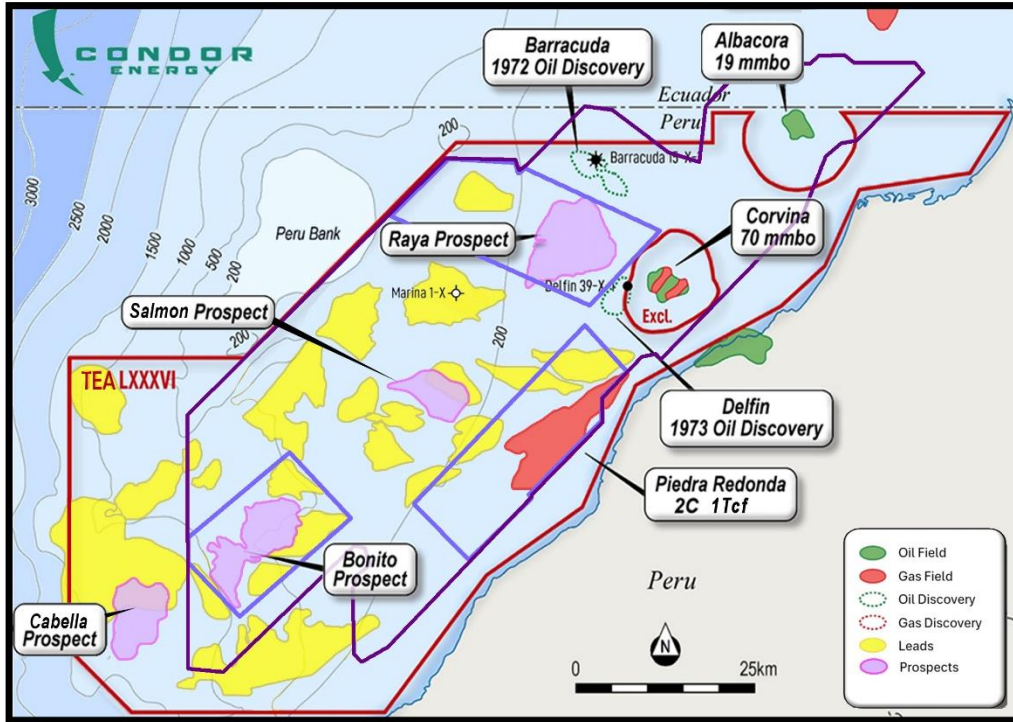 CONDOR
ENERGY
Barracuda
1972 Oil Discovery
Albacora
19 mmbo
Ecuador
Peru
200
Barracuda 15-X-1
3000
2500
2000
1500
1000
500
200
Peru Bank
Raya Prospect
Corvina
70 mmbo
Marina 1-X
Delfin 39-X-1
Excl.
Salmon Prospect
200
200
TEA LXXXVI
Delfin
1973 Oil Discovery
Piedra Redonda
2C 1Tcf
Bonito
Prospect
Peru
Cabella
Prospect
N
0
25km
Oil Field
Gas Field
Oil Discovery
Gas Discovery
Leads
Prospects